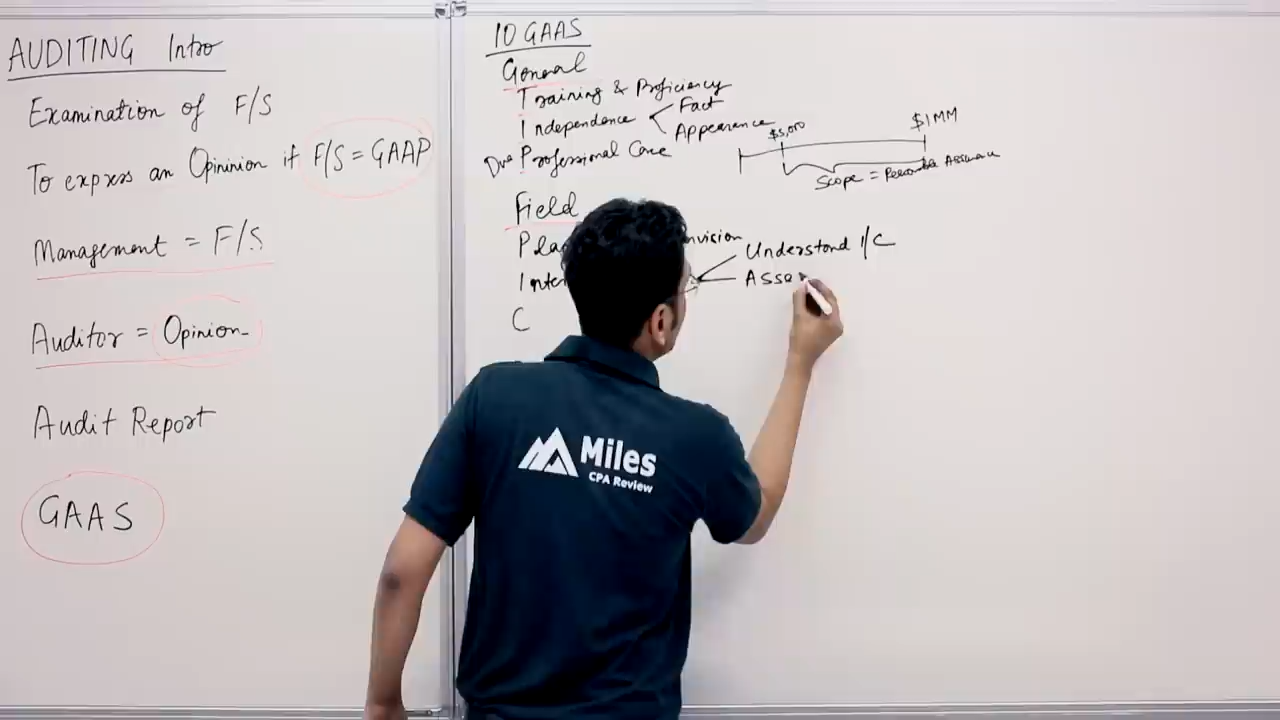 AUDITING Intro
Examination of F/S
To express an Opininion if F/S = GAAP
Management = F/S
Auditor = Opinion
Audit Report
GAAS
10 GAAS
General
Training & Proficiency
Independence < Fact
Appearance
Due Professional Care
$5,000
$1MM
Scope =
Field
Understand I/C
Asse
C
Miles
CPA Review